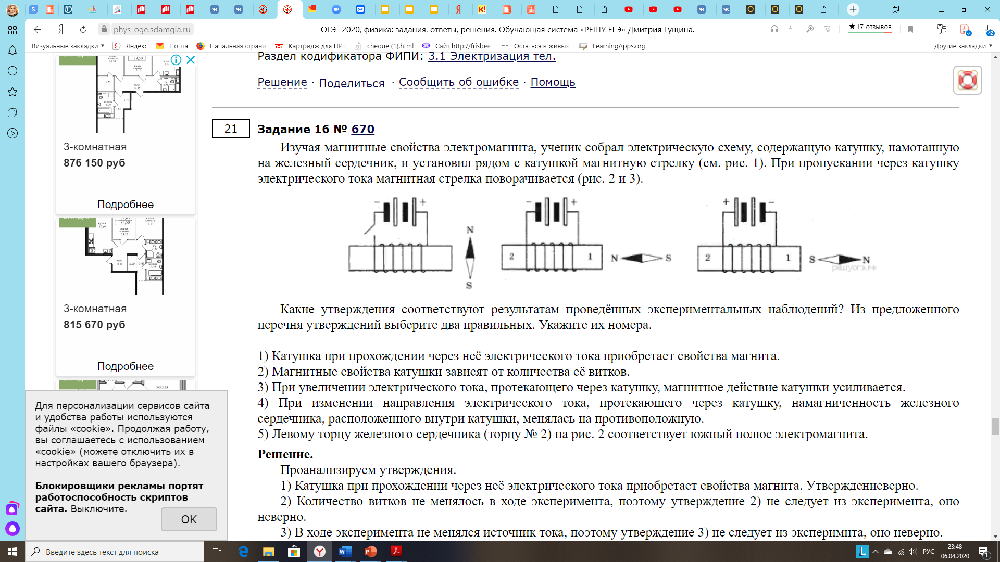 phys-oge.sdamgia.ru
ОГЭ−2020, физика: задания, ответы, решения. Обучающая система «РЕШУ ЕГЭ» Дмитрия Гущина.
★17 отзывов
42
Визуальные закладки ▾
Яндекс
Почта
Начальная страни
Картридж для HP
cheque (1).html
Сайт http://frisbee
Остаться в живых
LearningApps.org
Другие закладки ▾
Раздел кодификатора ФИПИ: 3.1 Электризация тел.
Решение · Поделиться · Сообщить об ошибке · Помощь
21
Задание 16 № 670
Изучая магнитные свойства электромагнита, ученик собрал электрическую схему, содержащую катушку, намотанную
на железный сердечник, и установил рядом с катушкой магнитную стрелку (см. рис. 1). При пропускании через катушку
электрического тока магнитная стрелка поворачивается (рис. 2 и 3).
− +
N
S
− +
2 1 N S
+ −
2 1 S N
решуогэ.рф
Какие утверждения соответствуют результатам проведённых экспериментальных наблюдений? Из предложенного
перечня утверждений выберите два правильных. Укажите их номера.
1) Катушка при прохождении через неё электрического тока приобретает свойства магнита.
2) Магнитные свойства катушки зависят от количества её витков.
3) При увеличении электрического тока, протекающего через катушку, магнитное действие катушки усиливается.
4) При изменении направления электрического тока, протекающего через катушку, намагниченность железного
сердечника, расположенного внутри катушки, менялась на противоположную.
5) Левому торцу железного сердечника (торцу № 2) на рис. 2 соответствует южный полюс электромагнита.
Решение.
Проанализируем утверждения.
1) Катушка при прохождении через неё электрического тока приобретает свойства магнита. Утверждениеверно.
2) Количество витков не менялось в ходе эксперимента, поэтому утверждение 2) не следует из эксперимента, оно
неверно.
3) В ходе эксперимента не менялся источник тока, поэтому утверждение 3) не следует из эксперимнта, оно неверно.
88,50
3-комнатная
876 150 руб
Подробнее
85,50
3-комнатная
815 670 руб
Подробнее
жилая
Для персонализации сервисов сайта
и удобства работы используются
файлы «cookie». Продолжая работу,
вы соглашаетесь с использованием
«cookie» (можете отключить их в
настройках вашего браузера).
Блокировщики рекламы портят
работоспособность скриптов
сайта. Выключите.
OK
Введите здесь текст для поиска
РУС
23:48
06.04.2020
1